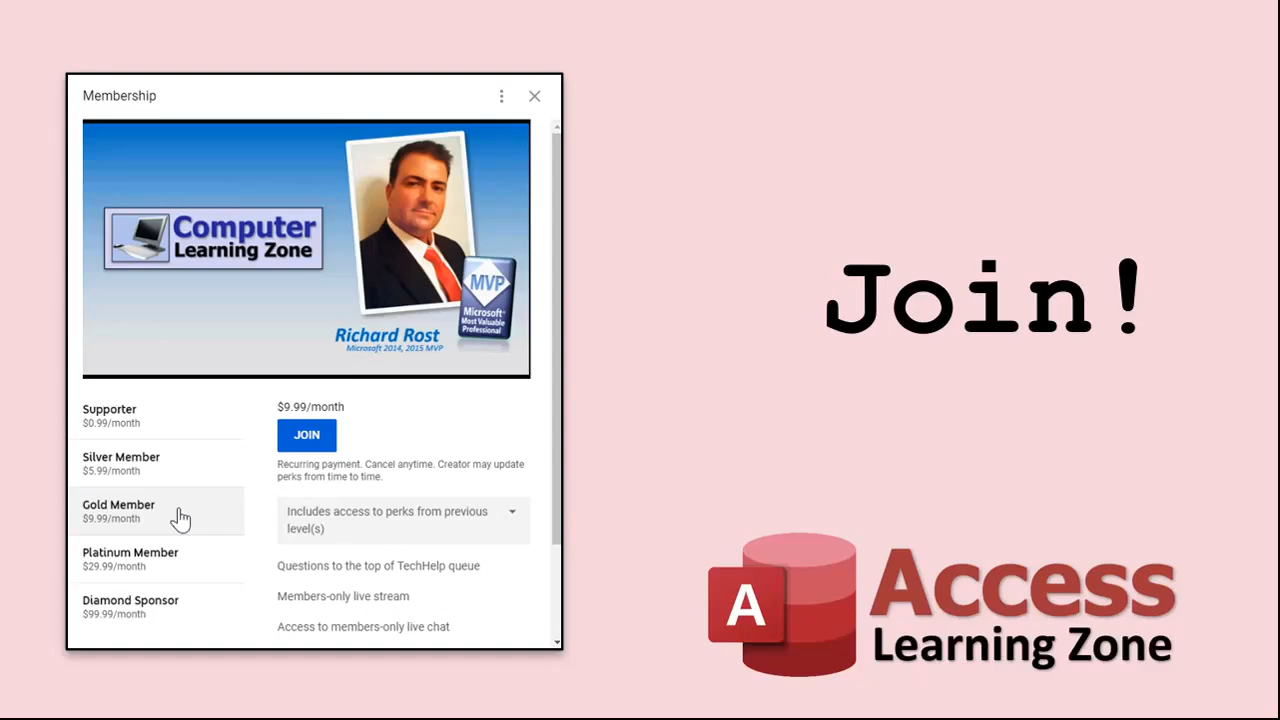 Membership
Computer
Learning Zone
MVP
Microsoft®
Most Valuable
Professional
Richard Rost
Microsoft 2014, 2015 MVP
Supporter
$0.99/month
Silver Member
$5.99/month
Gold Member
$9.99/month
Platinum Member
$29.99/month
Diamond Sponsor
$99.99/month
$9.99/month
JOIN
Recurring payment. Cancel anytime. Creator may update
perks from time to time.
Includes access to perks from previous
level(s)
Questions to the top of TechHelp queue
Members-only live stream
Access to members-only live chat
Join!
A
Access
Learning Zone